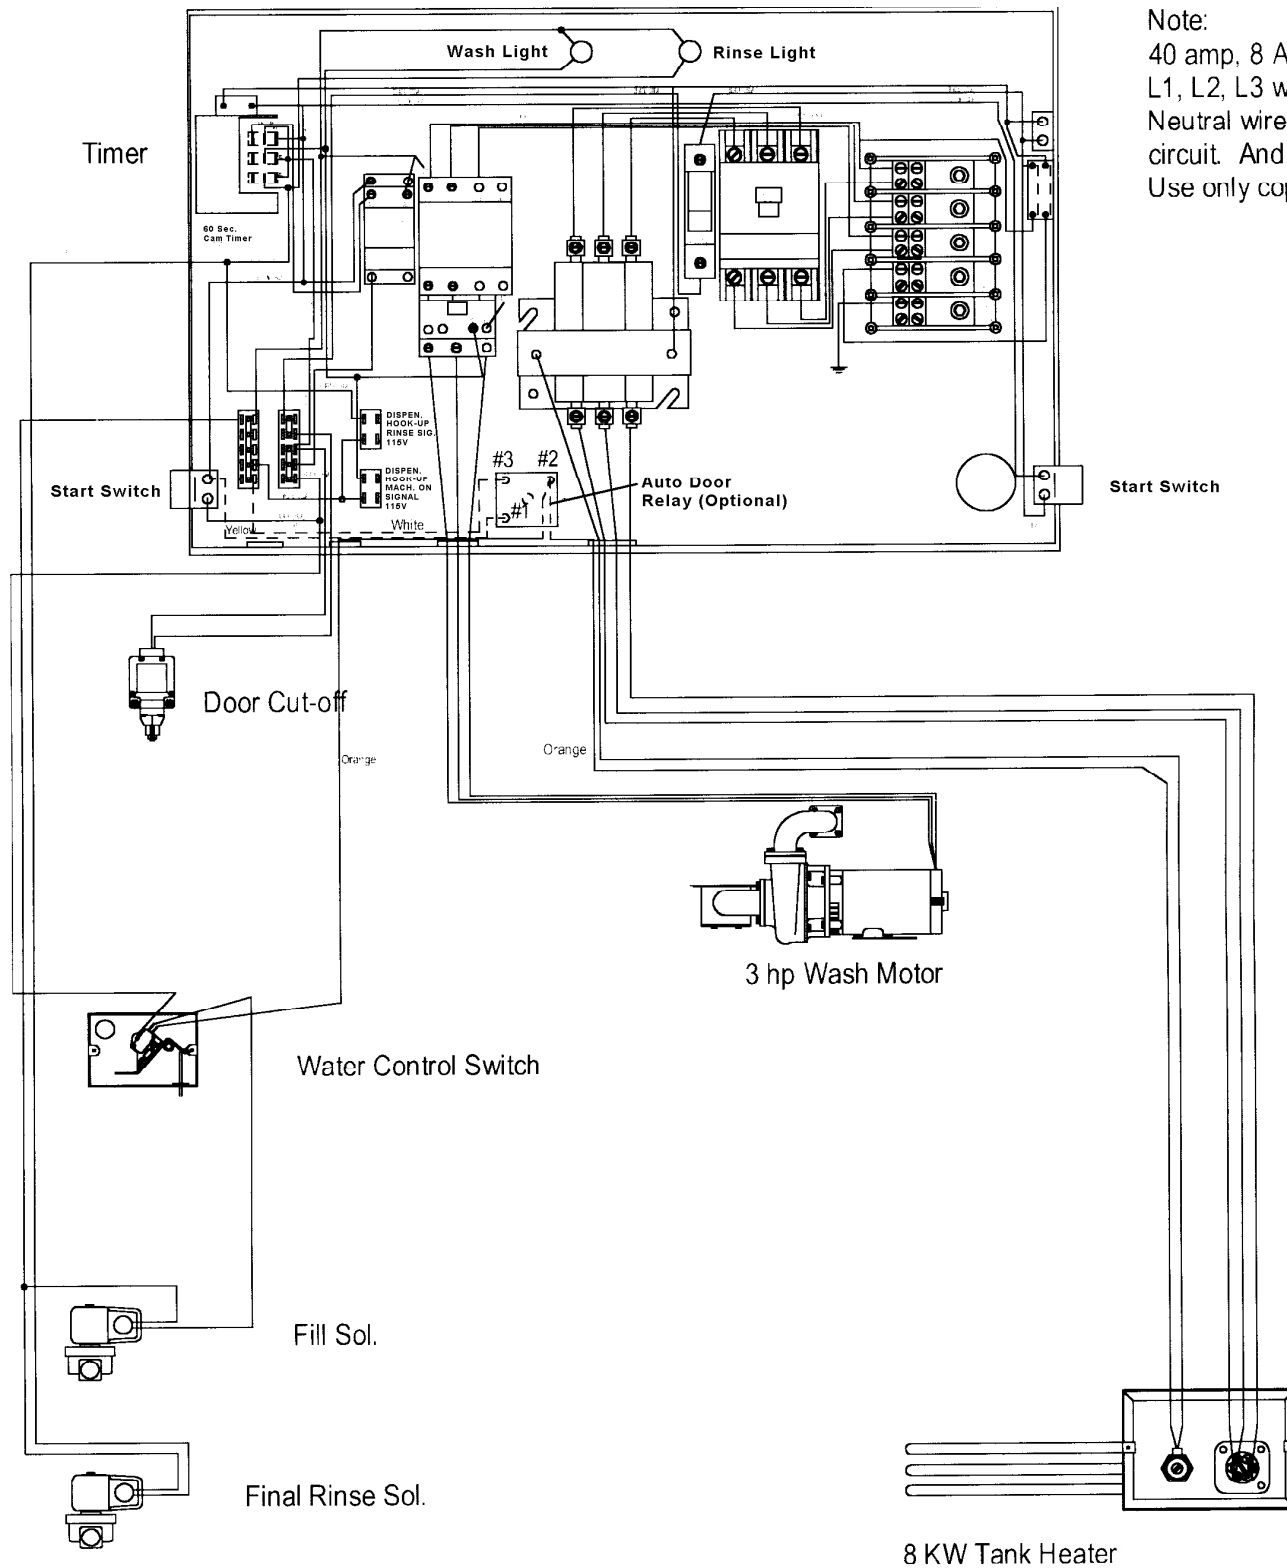 Note:
40 amp, 8 A
L1, L2, L3 w
Neutral wire
circuit. And
Use only co
Wash Light
Rinse Light
Timer
60 Sec.
Cam Timer
DISPEN.
HOOK-UP
RINSE SIG.
115V
DISPEN.
HOOK-UP
MACH. ON
SIGNAL
115V
#3
#2
#1
Auto Door
Relay (Optional)
Start Switch
Start Switch
Yellow
White
Door Cut-off
Orange
Orange
3 hp Wash Motor
Water Control Switch
Fill Sol.
Final Rinse Sol.
8 KW Tank Heater